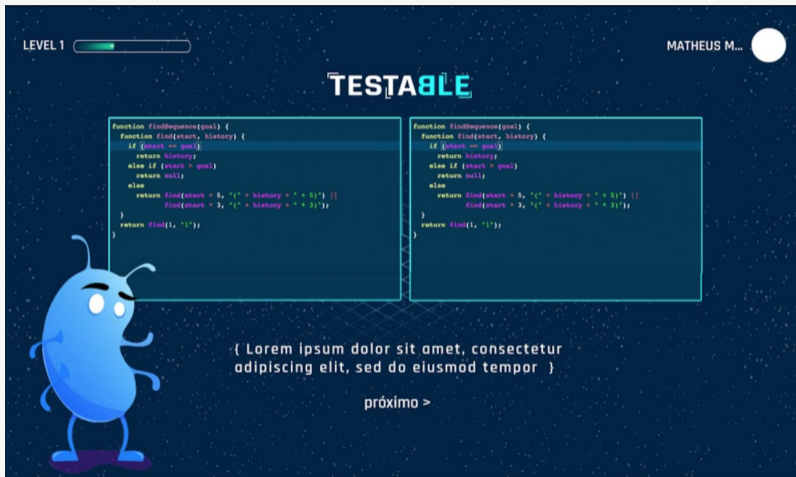 LEVEL 1
MATHEUS M...
TESTABLE
function findSequence(goal) {
  function find(start, history) {
    if (start == goal)
      return history;
    else if (start > goal)
      return null;
    else
      return find(start + 5, "(" + history + " + 5)") ||
             find(start + 3, "(" + history + " + 3)");
  }
  return find(1, "1");
}
function findSequence(goal) {
  function find(start, history) {
    if (start == goal)
      return history;
    else if (start > goal)
      return null;
    else
      return find(start + 5, "(" + history + " + 5)") ||
             find(start + 3, "(" + history + " + 3)");
  }
  return find(1, "1");
}
{ Lorem ipsum dolor sit amet, consectetur
adipiscing elit, sed do eiusmod tempor }
próximo >